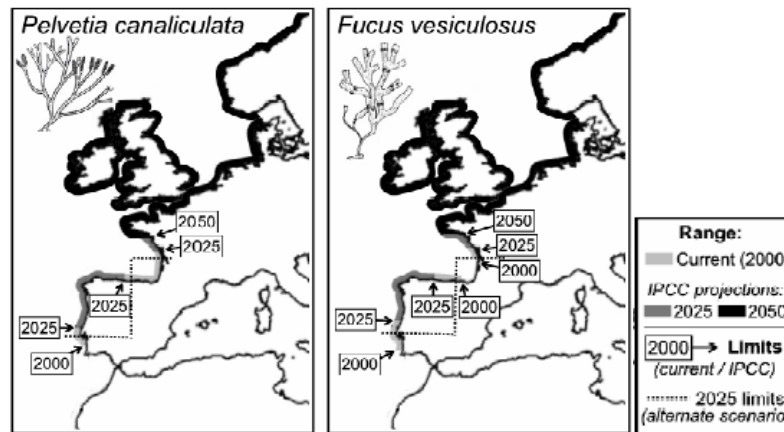 Pelvetia canaliculata
2050
2025
2025
2025
2000
Fucus vesiculosus
2050
2025
2000
2025
2000
2025
2000
Range:
Current (2000
IPCC projections:
2025
2050
2000
Limits
(current / IPCC)
2025 limits
(alternate scenario